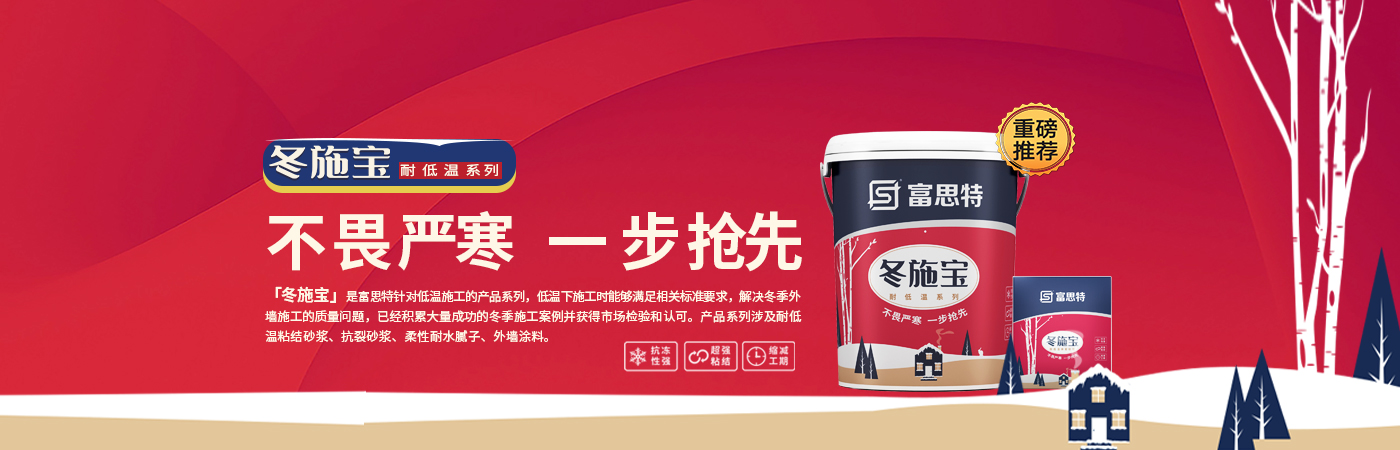 冬施宝 耐低温系列
不畏严寒 一步抢先
「冬施宝」是富思特针对低温施工的产品系列，低温下施工时能够满足相关标准要求，解决冬季外
墙施工的质量问题，已经积累大量成功的冬季施工案例并获得市场检验和认可。产品系列涉及耐低
温粘结砂浆、抗裂砂浆、柔性耐水腻子、外墙涂料。
抗冻
性强
超强
粘结
缩减
工期
重磅
推荐
富思特
冬施宝
耐低温系列
不畏严寒 一步抢先
富思特
冬施宝